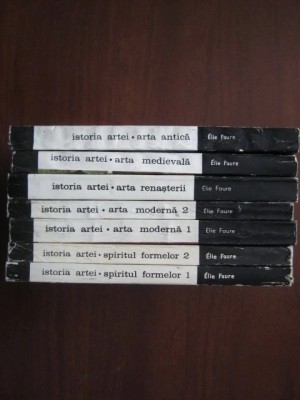 istoria artei • arta antică Élie Faure
istoria artei • arta medievală Élie Faure
istoria artei • arta renașterii Élie Faure
istoria artei • arta modernă 2 Élie Faure
istoria artei • arta modernă 1 Élie Faure
istoria artei • spiritul formelor 2 Élie Faure
istoria artei • spiritul formelor 1 Élie Faure